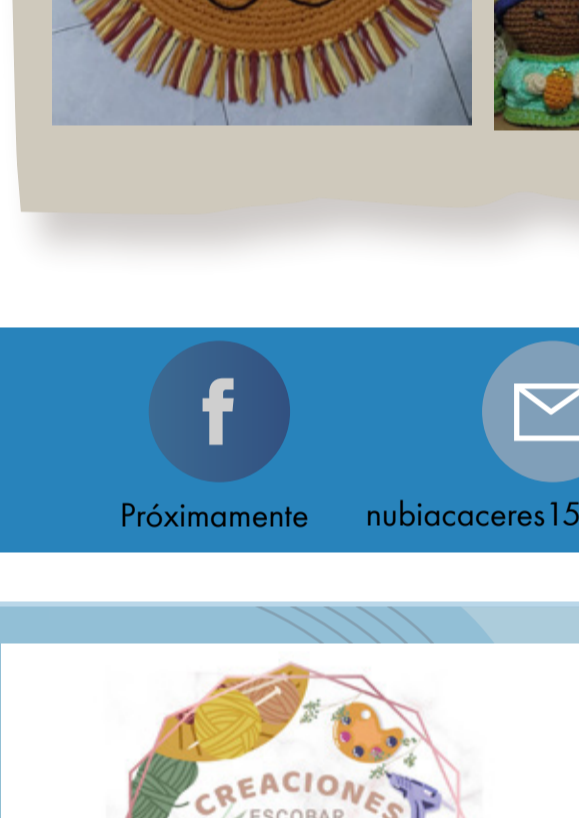 f
Próximamente
nubiacaceres15
CREACIONES
ESCOBAR